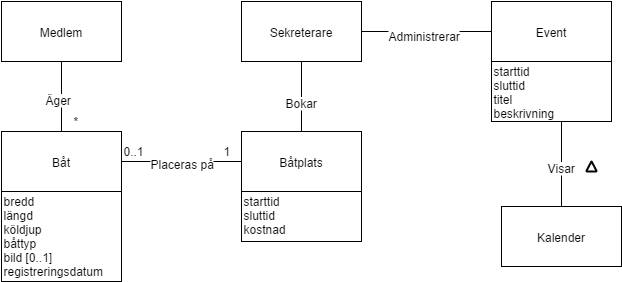 Medlem
Sekreterare
Administrerar
Event
starttid
sluttid
titel
beskrivning
Äger
*
Bokar
Båt
0..1
Placeras på
1
Båtplats
Visar
bredd
längd
köldjup
båttyp
bild [0..1]
registreringsdatum
starttid
sluttid
kostnad
Kalender